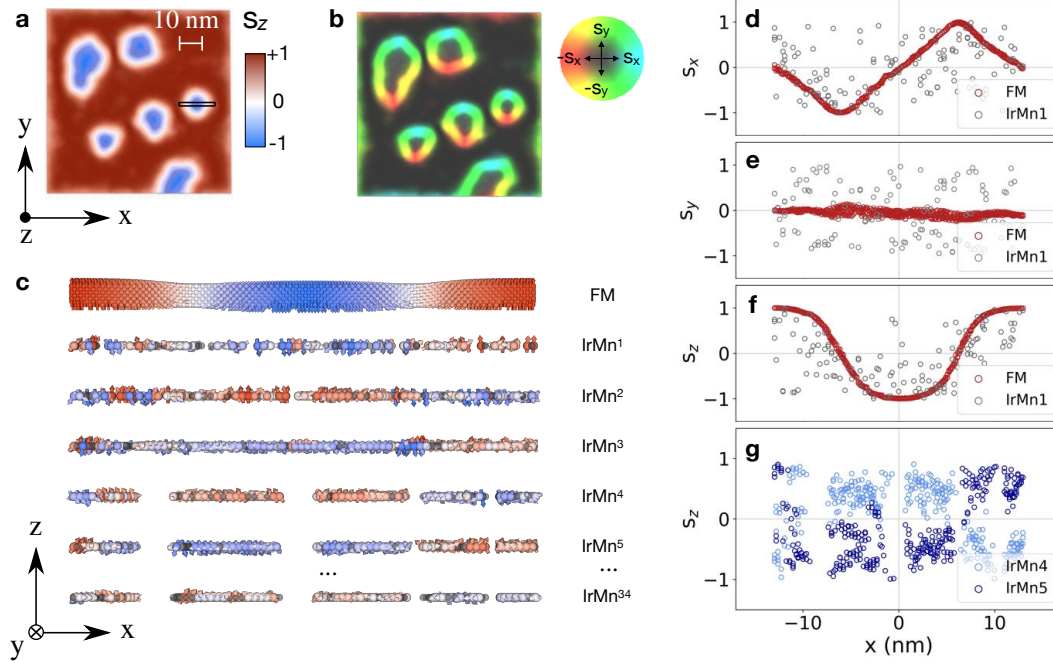 a
10 nm
Sz
+1
0
-1
y
x
z
b
Sy
-Sx
Sx
-Sy
c
FM
IrMn1
IrMn2
IrMn3
IrMn4
IrMn5
... ...
IrMn34
z
y
x
d
1
0
−1
Sx
FM
IrMn1
e
1
0
−1
Sy
FM
IrMn1
f
1
0
−1
Sz
FM
IrMn1
g
1
0
−1
Sz
IrMn4
IrMn5
−10 0 10
x (nm)